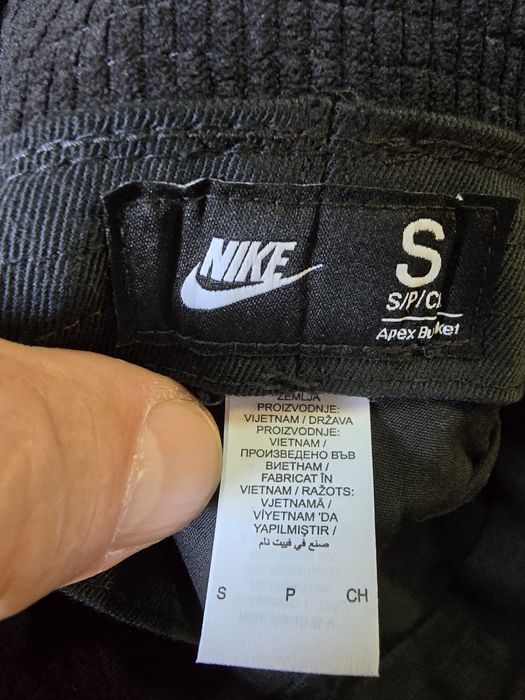 NIKE
S
S/P/C
Apex Bucket
ZEMLJA
PROIZVODNJE:
VIJETNAM / DRŽAVA
PROIZVODNJE:
VIETNAM /
ПРОИЗВЕДЕНО ВЪВ
ВИЕТНАМ /
FABRICAT ÎN
VIETNAM / RAŽOTS:
VJETNAMĀ /
VİYETNAM 'DA
YAPILMIŞTIR /
صنع في فييت نام
S P CH